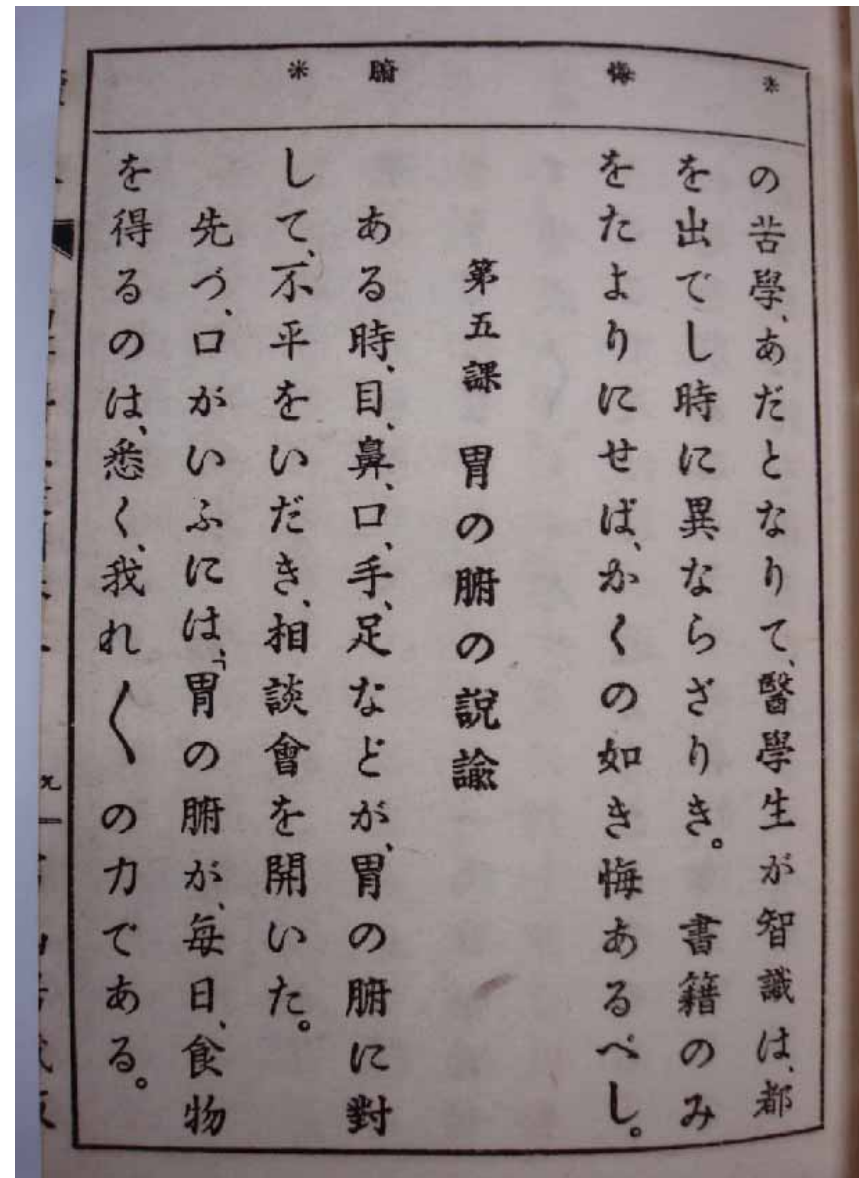 ※
悔
腑
※
の苦學、あだとなりて、醫學生が智識は、都
を出でし時に異ならざりき。 書籍のみ
をたよりにせば、かくの如き悔あるべし。
第五課 胃の腑の説諭
ある時、目、鼻、口、手、足などが、胃の腑に對
して、不平をいだき、相談會を開いた。
先づ、口がいふには、「胃の腑が、毎日、食物
を得るのは、悉く、我れ〳〵の力である。